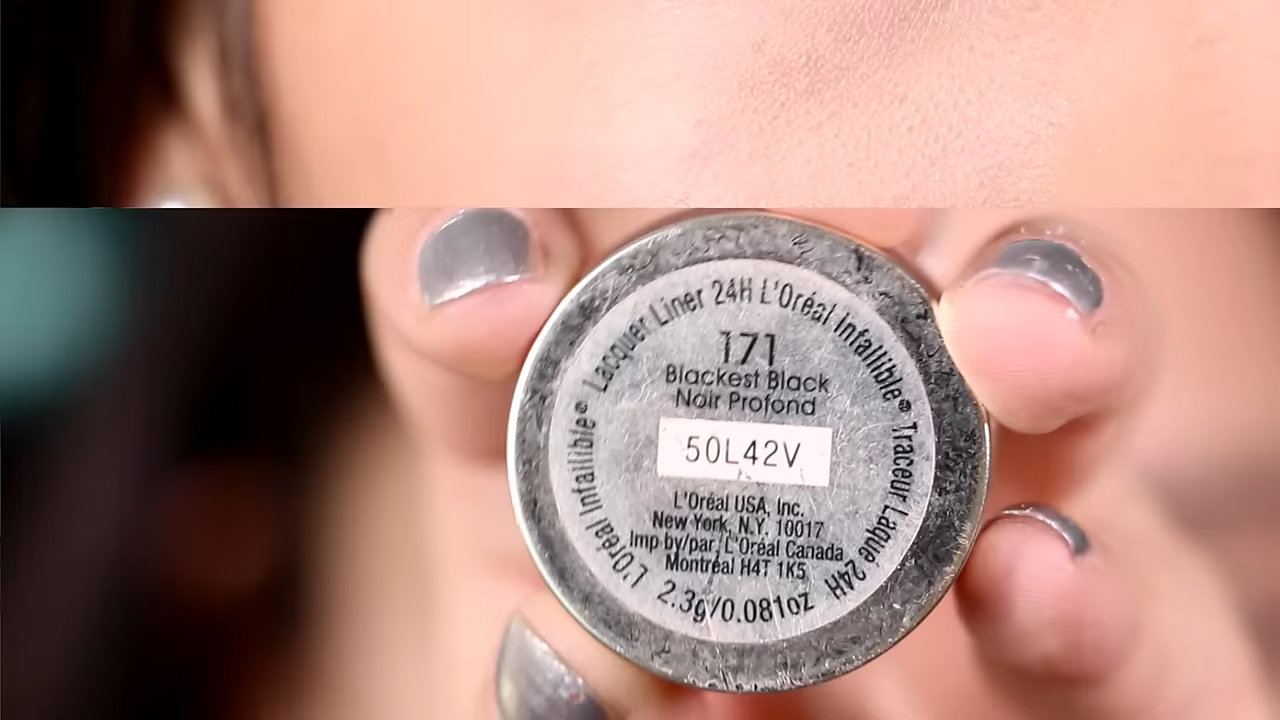 L'Oréal Infallible® Lacquer Liner 24H L'Oréal Infallible® Traceur Laque 24H
171
Blackest Black
Noir Profond
50L42V
L'Oréal USA, Inc.
New York, N.Y. 10017
Imp by/par L'Oréal Canada
Montréal H4T 1K5
2.3g/0.081oz